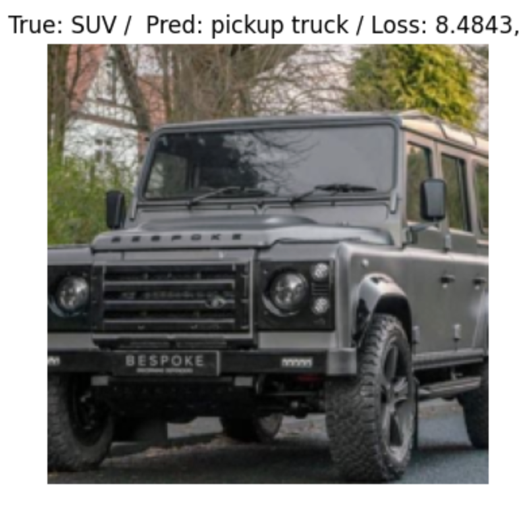 True: SUV /  Pred: pickup truck / Loss: 8.4843,
BESPOKE
BESPOKE